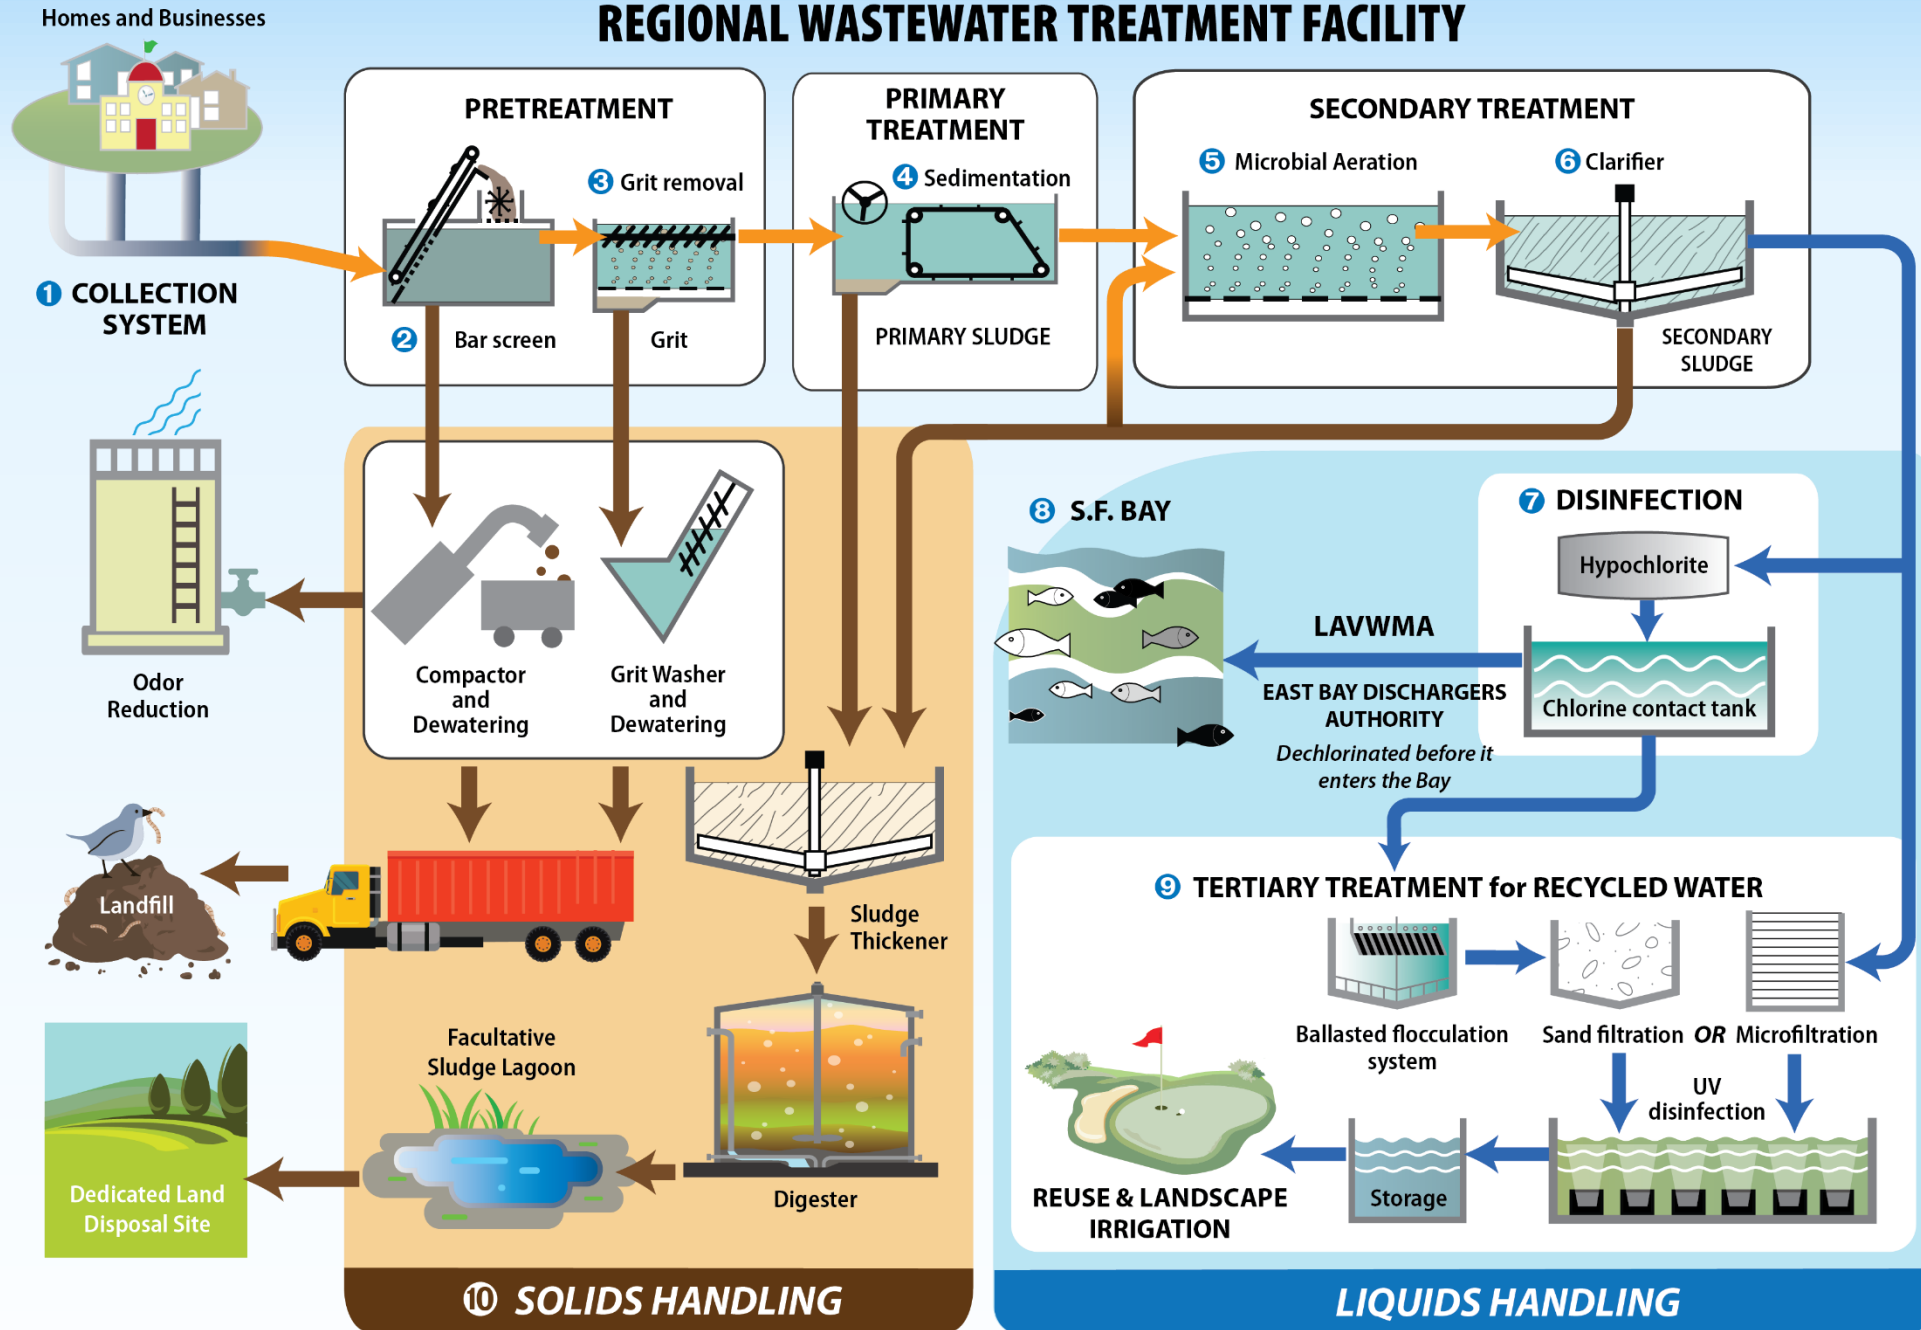 REGIONAL WASTEWATER TREATMENT FACILITY
Homes and Businesses
1 COLLECTION
SYSTEM
PRETREATMENT
3 Grit removal
2 Bar screen
Grit
PRIMARY
TREATMENT
4 Sedimentation
PRIMARY SLUDGE
SECONDARY TREATMENT
5 Microbial Aeration
6 Clarifier
SECONDARY
SLUDGE
Odor
Reduction
Compactor
and
Dewatering
Grit Washer
and
Dewatering
Landfill
Sludge
Thickener
Facultative
Sludge Lagoon
Digester
Dedicated Land
Disposal Site
10 SOLIDS HANDLING
8 S.F. BAY
7 DISINFECTION
Hypochlorite
Chlorine contact tank
LAVWMA
EAST BAY DISCHARGERS
AUTHORITY
Dechlorinated before it
enters the Bay
9 TERTIARY TREATMENT for RECYCLED WATER
Ballasted flocculation
system
Sand filtration OR Microfiltration
UV
disinfection
Storage
REUSE & LANDSCAPE
IRRIGATION
LIQUIDS HANDLING